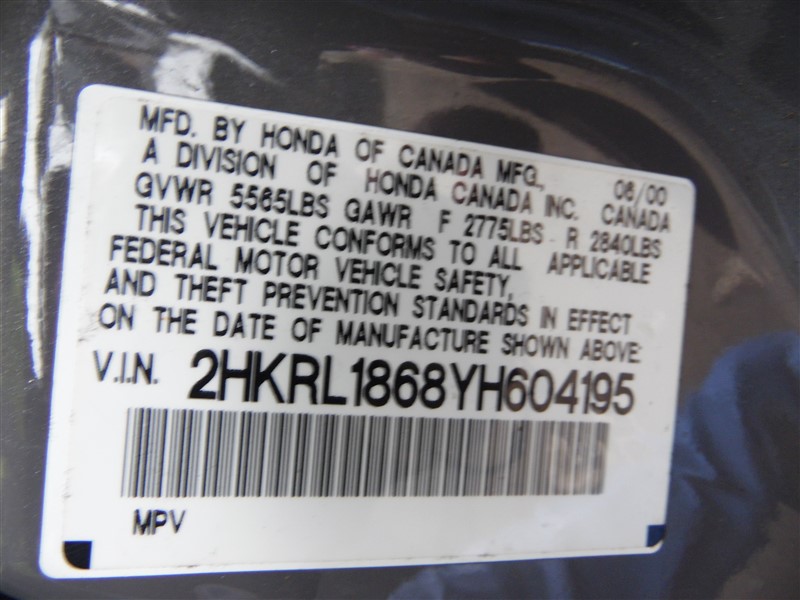 MFD. BY HONDA OF CANADA MFG., 06/00
A DIVISION OF HONDA CANADA INC. CANADA
GVWR 5565LBS GAWR F 2775LBS - R 2840LBS
THIS VEHICLE CONFORMS TO ALL APPLICABLE
FEDERAL MOTOR VEHICLE SAFETY,
AND THEFT PREVENTION STANDARDS IN EFFECT
ON THE DATE OF MANUFACTURE SHOWN ABOVE:
V.I.N. 2HKRL1868YH604195
MPV